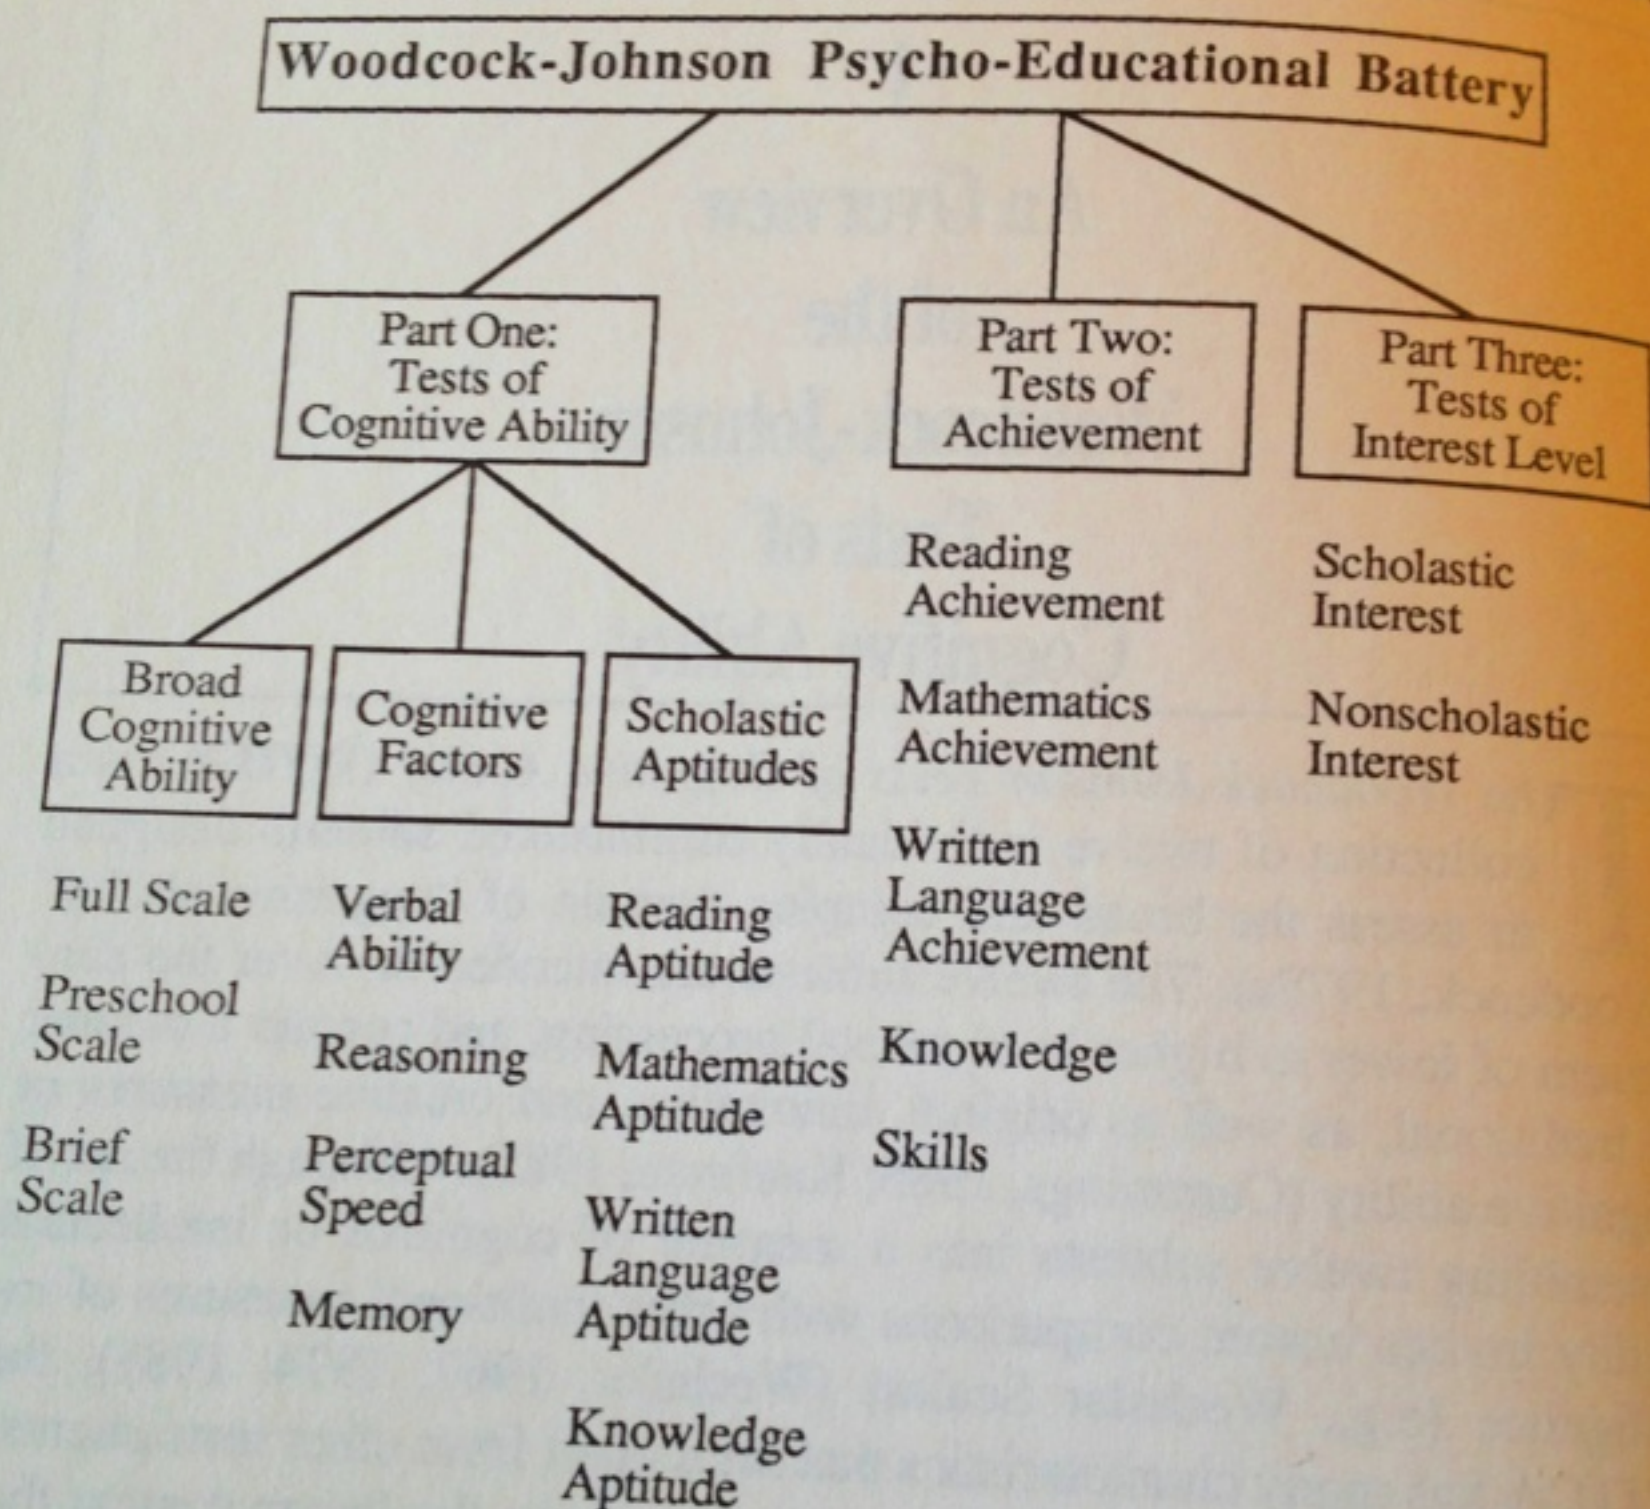 Woodcock-Johnson Psycho-Educational Battery
Part One:
Tests of
Cognitive Ability
Part Two:
Tests of
Achievement
Part Three:
Tests of
Interest Level
Broad
Cognitive
Ability
Full Scale
Preschool
Scale
Brief
Scale
Cognitive
Factors
Verbal
Ability
Reasoning
Perceptual
Speed
Memory
Scholastic
Aptitudes
Reading
Aptitude
Mathematics
Aptitude
Written
Language
Aptitude
Knowledge
Aptitude
Reading
Achievement
Mathematics
Achievement
Written
Language
Achievement
Knowledge
Skills
Scholastic
Interest
Nonscholastic
Interest